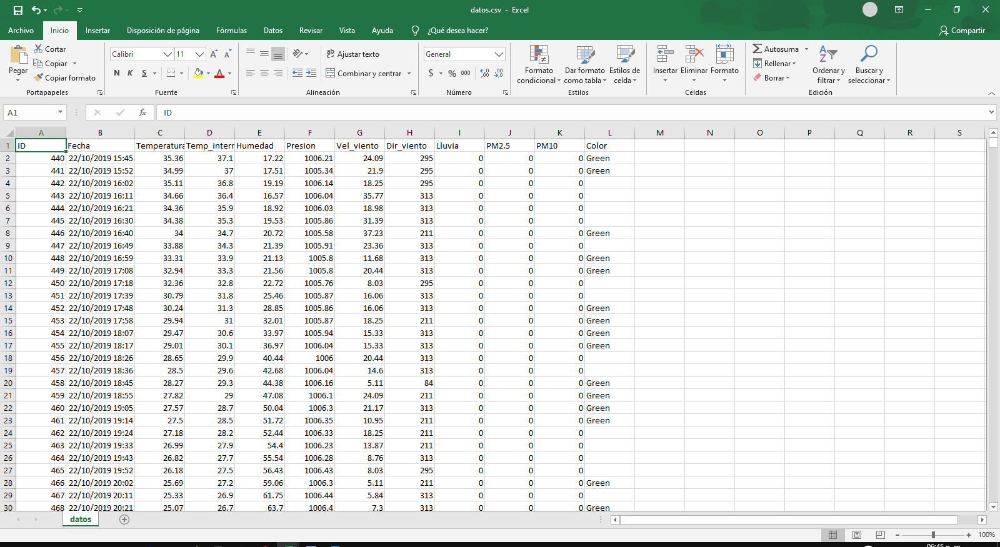 datos.csv - Excel
Archivo Inicio Insertar Disposición de página Fórmulas Datos Revisar Vista Ayuda ¿Qué desea hacer? Compartir
Pegar Cortar Copiar Copiar formato Portapapeles
Calibri 11 N K S A Fuente
ab Ajustar texto Combinar y centrar Alineación
General $ % 000 Número
Formato condicional Dar formato como tabla Estilos de celda Estilos
Insertar Eliminar Formato Celdas
Autosuma Rellenar Borrar Ordenar y filtrar Buscar y seleccionar Edición
A1 fx ID
A B C D E F G H I J K L M N O P Q R S
1 ID Fecha Temperatura Temp_intern Humedad Presion Vel_viento Dir_viento Lluvia PM2.5 PM10 Color
2 440 22/10/2019 15:45 35.36 37.1 17.22 1006.21 24.09 295 0 0 0 Green
3 441 22/10/2019 15:52 34.99 37 17.51 1005.34 21.9 295 0 0 0 Green
4 442 22/10/2019 16:02 35.11 36.8 19.19 1006.14 18.25 295 0 0 0
5 443 22/10/2019 16:11 34.66 36.4 16.57 1006.04 35.77 313 0 0 0
6 444 22/10/2019 16:21 34.36 35.9 18.92 1006.03 18.98 313 0 0 0
7 445 22/10/2019 16:30 34.38 35.3 19.53 1005.86 31.39 313 0 0 0
8 446 22/10/2019 16:40 34 34.7 20.72 1005.58 37.23 211 0 0 0 Green
9 447 22/10/2019 16:49 33.88 34.3 21.39 1005.91 23.36 313 0 0 0
10 448 22/10/2019 16:59 33.31 33.9 21.13 1005.8 11.68 313 0 0 0 Green
11 449 22/10/2019 17:08 32.94 33.3 21.56 1005.8 20.44 313 0 0 0 Green
12 450 22/10/2019 17:18 32.36 32.8 22.72 1005.76 8.03 295 0 0 0
13 451 22/10/2019 17:39 30.79 31.8 25.46 1005.87 16.06 313 0 0 0
14 452 22/10/2019 17:48 30.24 31.3 28.85 1005.86 16.06 313 0 0 0 Green
15 453 22/10/2019 17:58 29.94 31 32.01 1005.87 18.25 211 0 0 0 Green
16 454 22/10/2019 18:07 29.47 30.6 33.97 1005.94 15.33 313 0 0 0 Green
17 455 22/10/2019 18:17 29.01 30.1 36.97 1006.04 15.33 313 0 0 0 Green
18 456 22/10/2019 18:26 28.65 29.9 40.44 1006 20.44 313 0 0 0
19 457 22/10/2019 18:36 28.5 29.6 42.68 1006.04 14.6 313 0 0 0
20 458 22/10/2019 18:45 28.27 29.3 44.38 1006.16 5.11 84 0 0 0 Green
21 459 22/10/2019 18:55 27.82 29 47.08 1006.1 24.09 211 0 0 0 Green
22 460 22/10/2019 19:05 27.57 28.7 50.04 1006.3 21.17 313 0 0 0 Green
23 461 22/10/2019 19:14 27.5 28.5 51.72 1006.35 10.95 211 0 0 0 Green
24 462 22/10/2019 19:24 27.18 28.2 52.44 1006.33 18.25 211 0 0 0
25 463 22/10/2019 19:33 26.99 27.9 54.4 1006.23 13.87 211 0 0 0
26 464 22/10/2019 19:43 26.82 27.7 55.54 1006.28 8.76 313 0 0 0
27 465 22/10/2019 19:52 26.18 27.5 56.43 1006.43 8.03 295 0 0 0
28 466 22/10/2019 20:02 25.69 27.2 59.06 1006.3 5.11 211 0 0 0 Green
29 467 22/10/2019 20:11 25.33 26.9 61.75 1006.44 5.84 313 0 0 0
30 468 22/10/2019 20:21 25.07 26.7 63.7 1006.4 7.3 313 0 0 0 Green
datos
100%